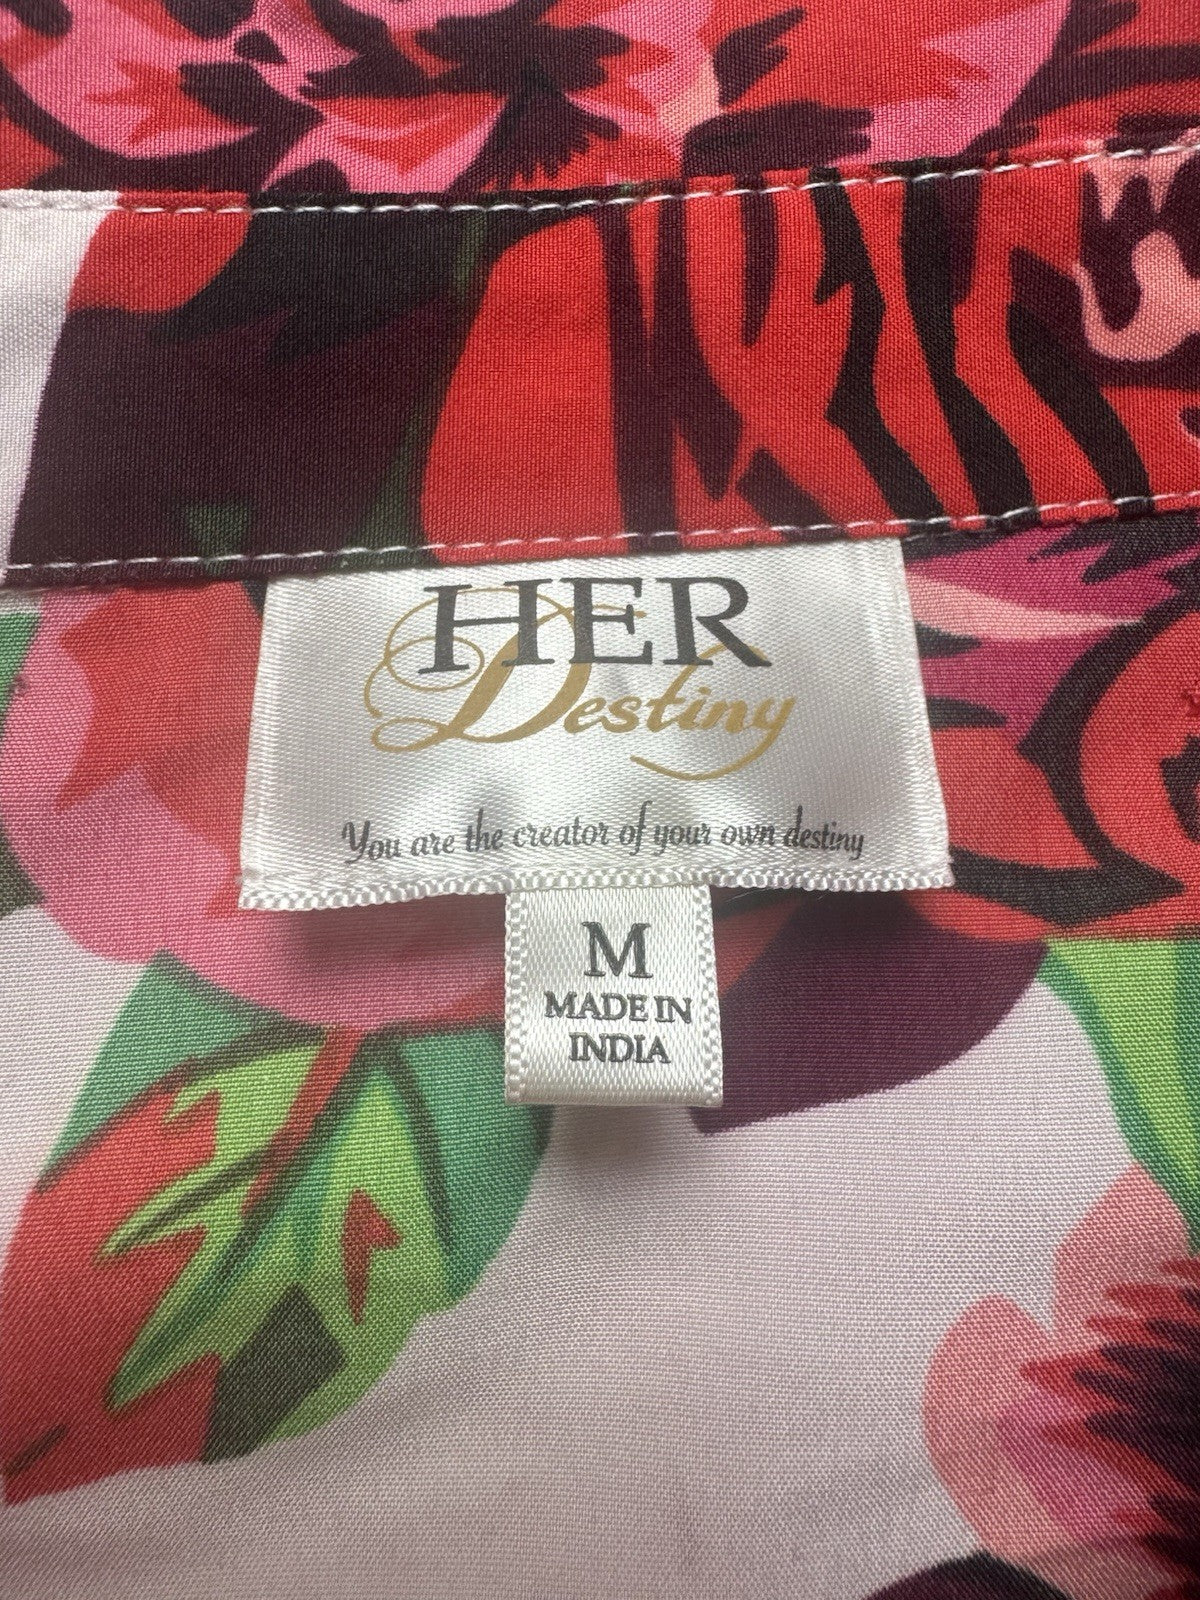 HER
Destiny
You are the creator of your own destiny
M
MADE IN
INDIA